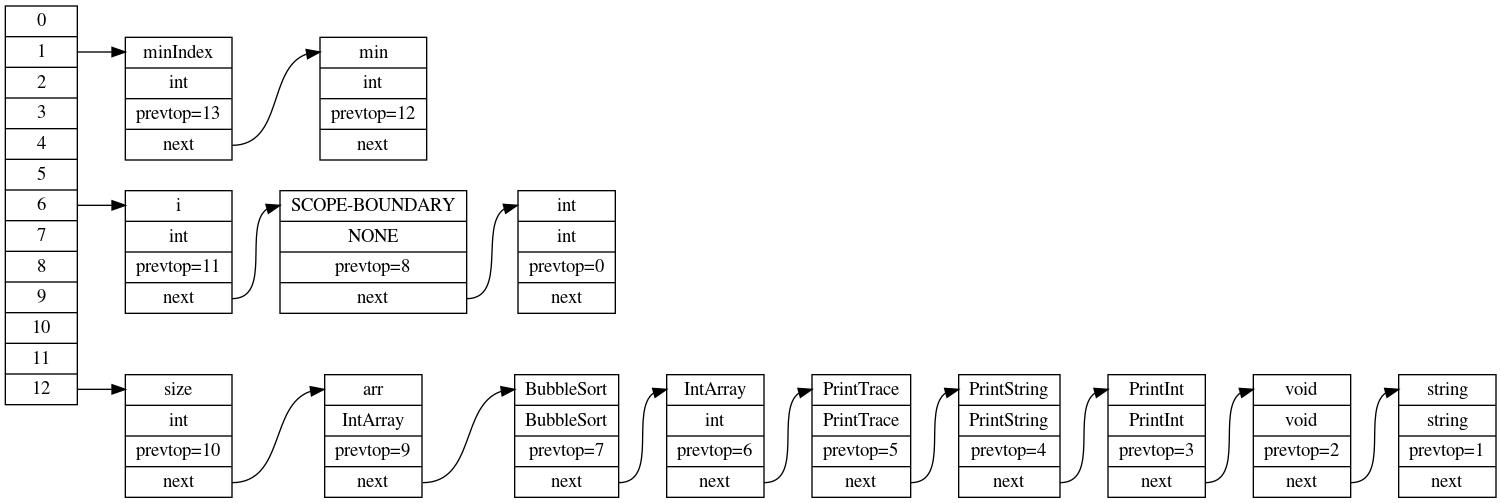 0
1
2
3
4
5
6
7
8
9
10
11
12
minIndex
int
prevtop=13
next
min
int
prevtop=12
next
i
int
prevtop=11
next
SCOPE-BOUNDARY
NONE
prevtop=8
next
int
int
prevtop=0
next
size
int
prevtop=10
next
arr
IntArray
prevtop=9
next
BubbleSort
BubbleSort
prevtop=7
next
IntArray
int
prevtop=6
next
PrintTrace
PrintTrace
prevtop=5
next
PrintString
PrintString
prevtop=4
next
PrintInt
PrintInt
prevtop=3
next
void
void
prevtop=2
next
string
string
prevtop=1
next